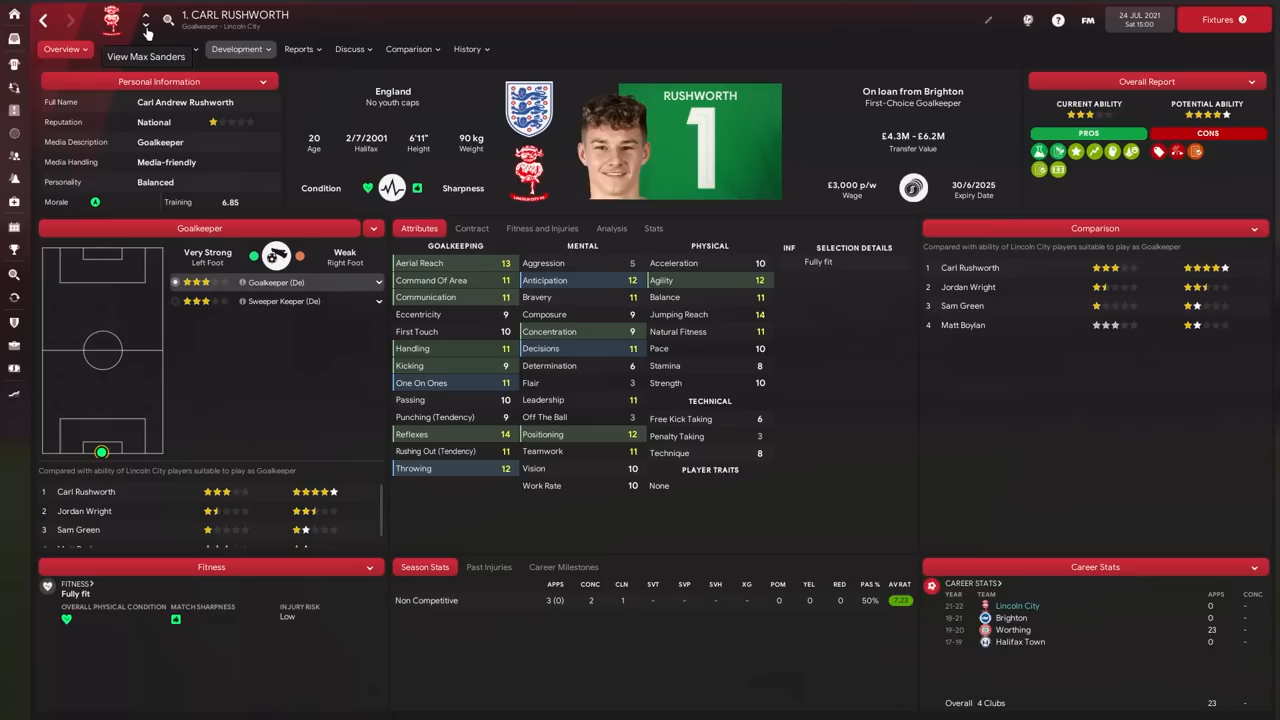 1. CARL RUSHWORTH
Goalkeeper - Lincoln City
FM
24 JUL 2021
Sat 15:00
Fixtures
Overview
View Max Sanders
Development
Reports
Discuss
Comparison
History
Personal Information
Full Name Carl Andrew Rushworth
Reputation National
Media Description Goalkeeper
Media Handling Media-friendly
Personality Balanced
Morale Training 6.85
England
No youth caps
20 2/7/2001 6'11" 90 kg
Age Halifax Height Weight
Condition Sharpness
LINCOLN CITY FC
RUSHWORTH
1
On loan from Brighton
First-Choice Goalkeeper
£4.3M - £6.2M
Transfer Value
£3,000 p/w 30/6/2025
Wage Expiry Date
Overall Report
CURRENT ABILITY POTENTIAL ABILITY
PROS CONS
Goalkeeper
Very Strong Weak
Left Foot Right Foot
Goalkeeper (De)
Sweeper Keeper (De)
Compared with ability of Lincoln City players suitable to play as Goalkeeper
1 Carl Rushworth
2 Jordan Wright
3 Sam Green
Attributes Contract Fitness and Injuries Analysis Stats
GOALKEEPING
Aerial Reach 13
Command Of Area 11
Communication 11
Eccentricity 9
First Touch 10
Handling 11
Kicking 9
One On Ones 11
Passing 10
Punching (Tendency) 9
Reflexes 14
Rushing Out (Tendency) 11
Throwing 12
MENTAL
Aggression 5
Anticipation 12
Bravery 11
Composure 9
Concentration 9
Decisions 11
Determination 6
Flair 3
Leadership 11
Off The Ball 3
Positioning 12
Teamwork 11
Vision 10
Work Rate 10
PHYSICAL
Acceleration 10
Agility 12
Balance 11
Jumping Reach 14
Natural Fitness 11
Pace 10
Stamina 8
Strength 10
TECHNICAL
Free Kick Taking 6
Penalty Taking 3
Technique 8
PLAYER TRAITS
None
INF SELECTION DETAILS
Fully fit
Comparison
Compared with ability of Lincoln City players suitable to play as Goalkeeper
1 Carl Rushworth
2 Jordan Wright
3 Sam Green
4 Matt Boylan
Fitness
FITNESS>
Fully fit
OVERALL PHYSICAL CONDITION MATCH SHARPNESS INJURY RISK
Low
Season Stats Past Injuries Career Milestones
APPS CONC CLN SVT SVP SVH XG POM YEL RED PAS % AV RAT
Non Competitive 3 (0) 2 1 - - - - 0 0 0 50% 7.23
Career Stats
CAREER STATS>
YEAR TEAM APPS CONC
21-22 Lincoln City 0 -
18-21 Brighton 0 -
19-20 Worthing 23 -
17-19 Halifax Town 0 -
Overall 4 Clubs 23 -